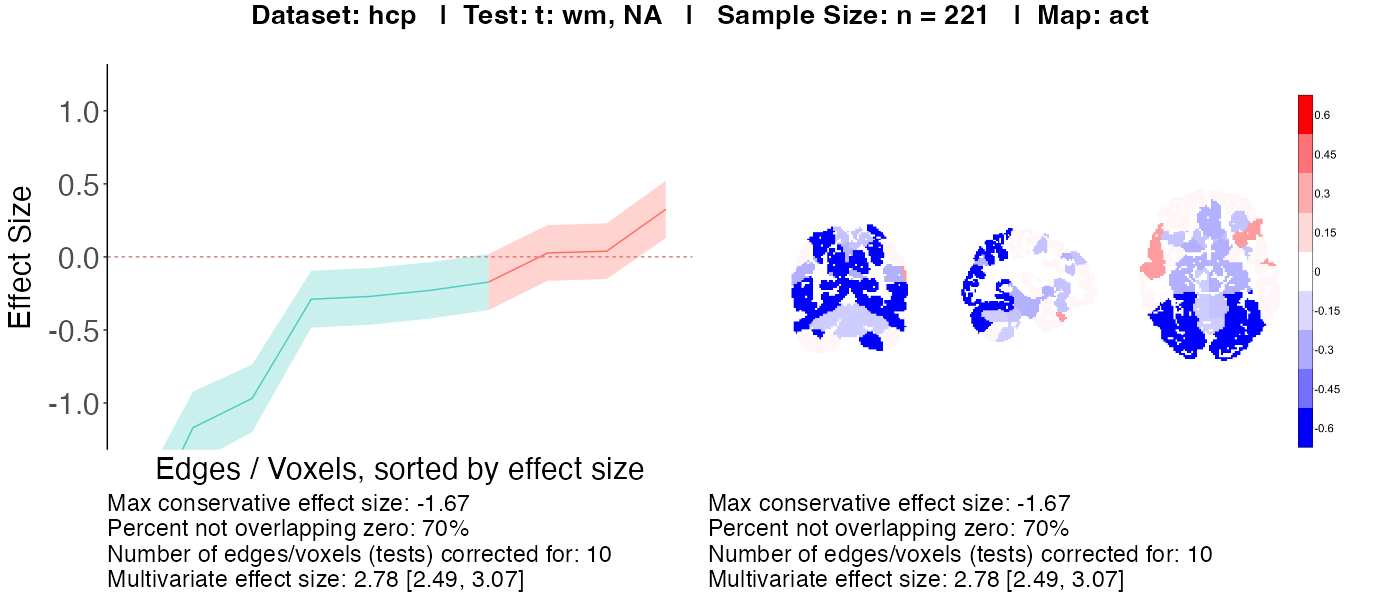 Dataset: hcp | Test: t: wm, NA | Sample Size: n = 221 | Map: act
Effect Size
1.0
0.5
0.0
-0.5
-1.0
Edges / Voxels, sorted by effect size
Max conservative effect size: -1.67
Percent not overlapping zero: 70%
Number of edges/voxels (tests) corrected for: 10
Multivariate effect size: 2.78 [2.49, 3.07]
0.6
0.45
0.3
0.15
0
-0.15
-0.3
-0.45
-0.6
Max conservative effect size: -1.67
Percent not overlapping zero: 70%
Number of edges/voxels (tests) corrected for: 10
Multivariate effect size: 2.78 [2.49, 3.07]